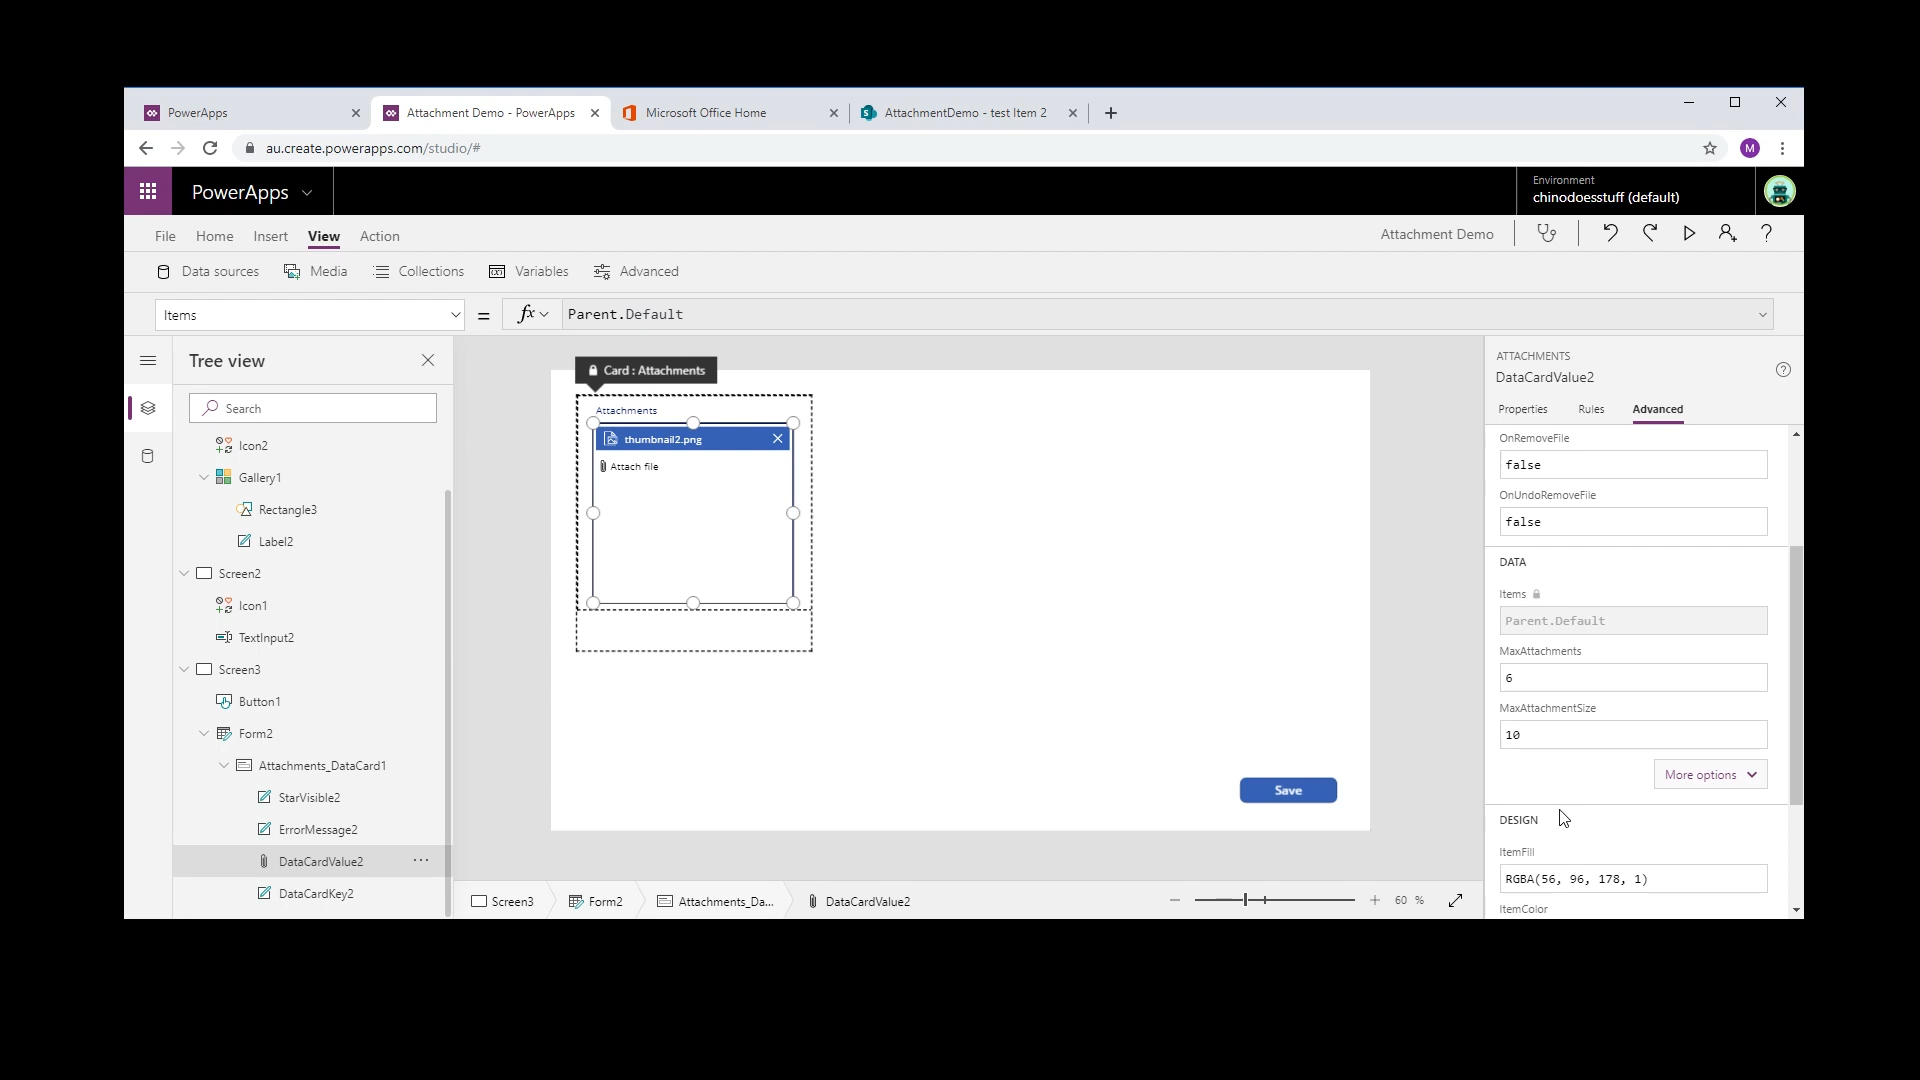 PowerApps
Attachment Demo - PowerApps
Microsoft Office Home
AttachmentDemo - test Item 2
au.create.powerapps.com/studio/#
M
PowerApps
Environment
chinodoesstuff (default)
File
Home
Insert
View
Action
Attachment Demo
?
Data sources
Media
Collections
Variables
Advanced
Items
=
fx
Parent.Default
Tree view
Search
Icon2
Gallery1
Rectangle3
Label2
Screen2
Icon1
TextInput2
Screen3
Button1
Form2
Attachments_DataCard1
StarVisible2
ErrorMessage2
DataCardValue2
...
DataCardKey2
Card : Attachments
Attachments
thumbnail2.png
Attach file
Save
Screen3
Form2
Attachments_Da...
DataCardValue2
60 %
ATTACHMENTS
DataCardValue2
?
Properties
Rules
Advanced
OnRemoveFile
false
OnUndoRemoveFile
false
DATA
Items
Parent.Default
MaxAttachments
6
MaxAttachmentSize
10
More options
DESIGN
ItemFill
RGBA(56, 96, 178, 1)
ItemColor